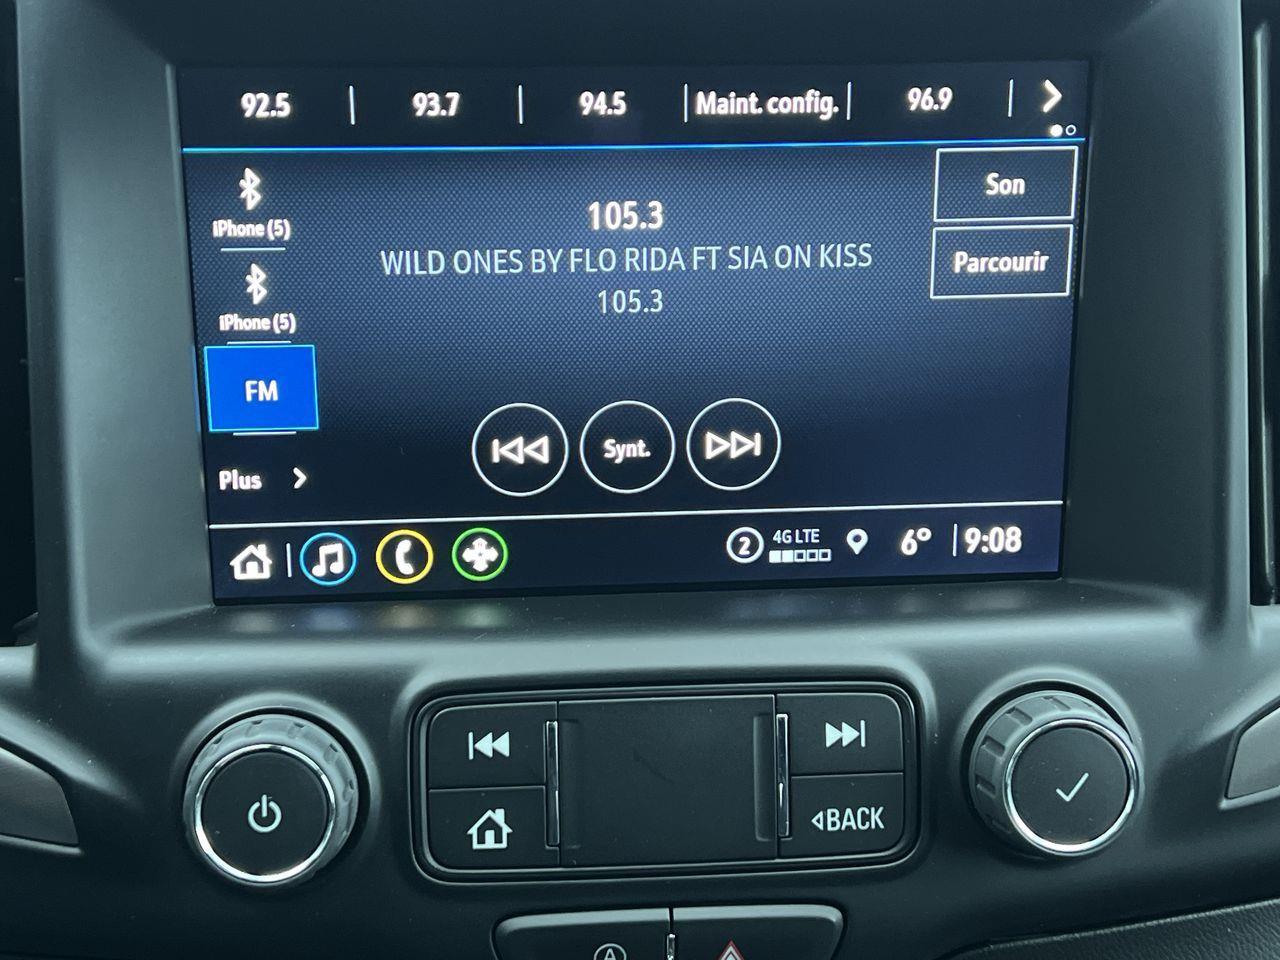 92.5 | 93.7 | 94.5 | Maint. config. | 96.9
iPhone (5)
iPhone (5)
FM
Plus
105.3
WILD ONES BY FLO RIDA FT SIA ON KISS
105.3
Son
Parcourir
Synt.
2 4G LTE 6° 9:08
BACK
A